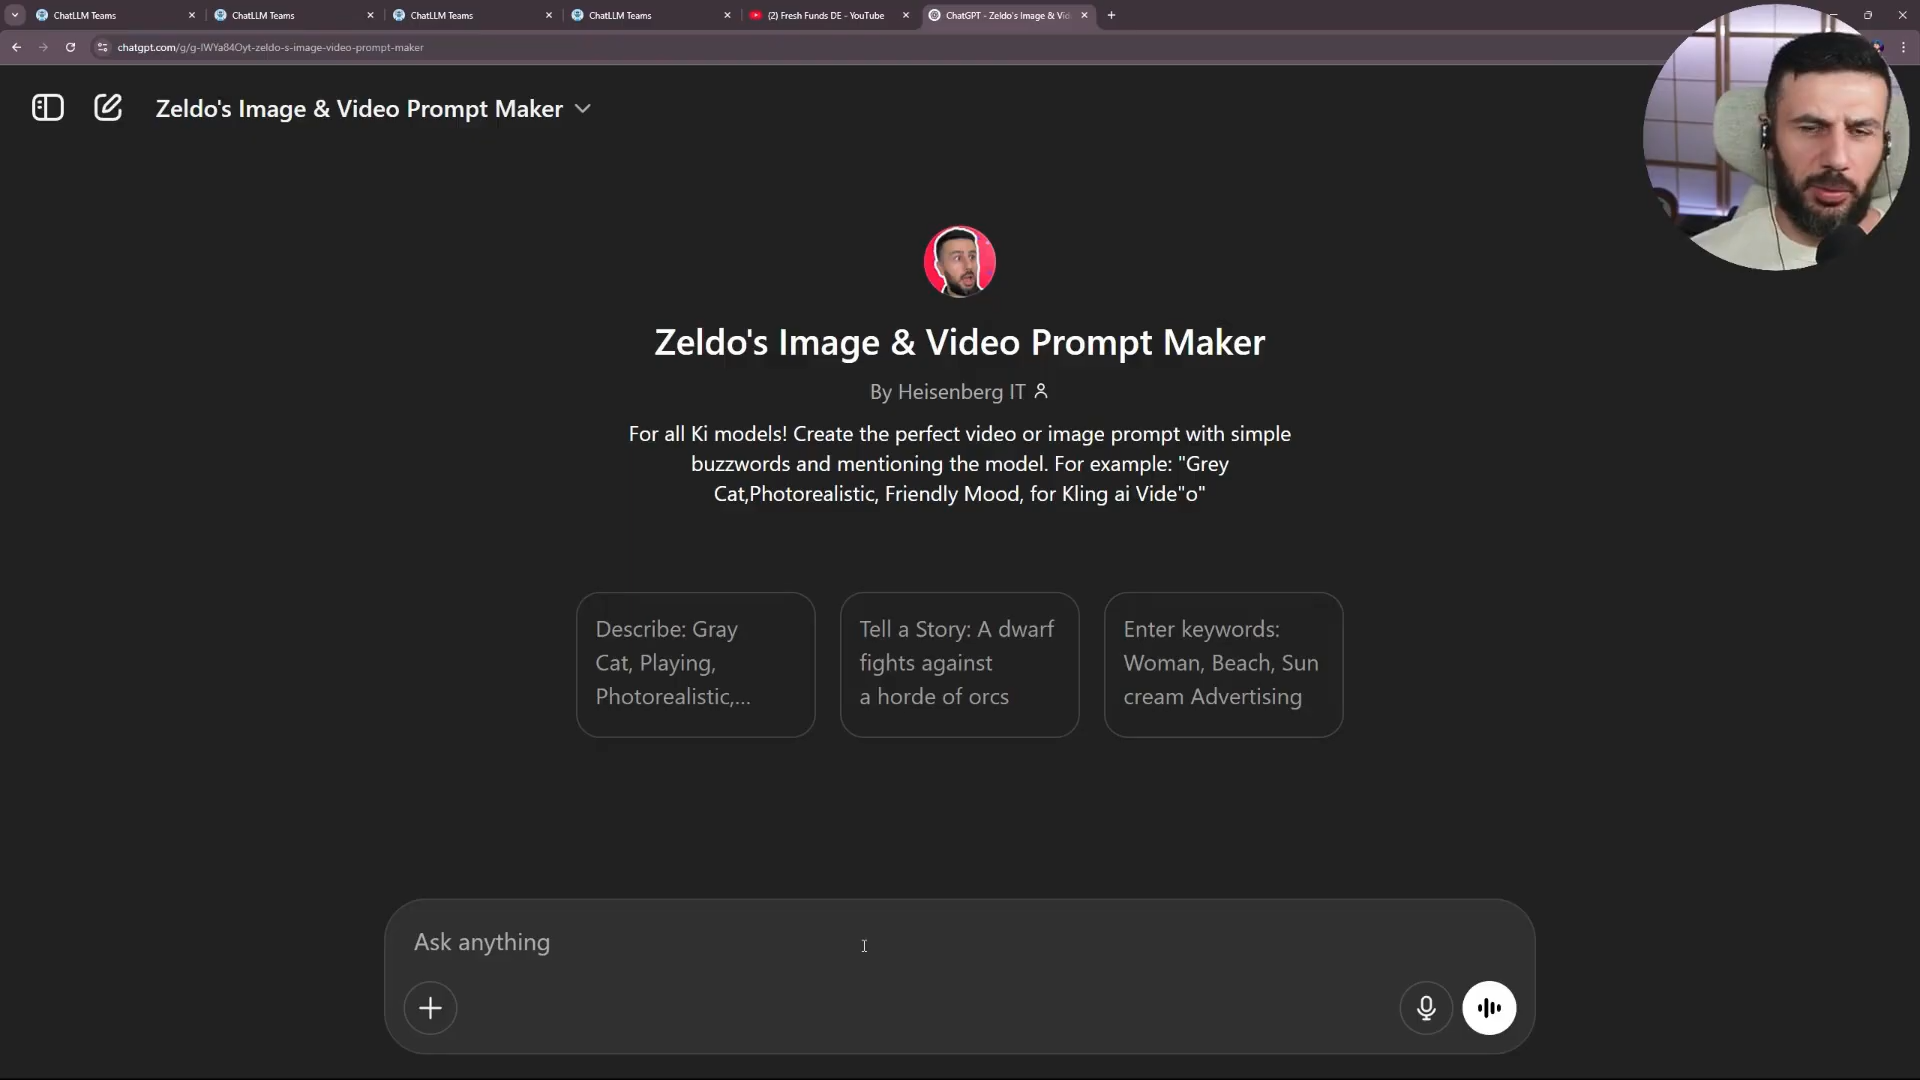 ChatLLM Teams
ChatLLM Teams
ChatLLM Teams
ChatLLM Teams
(2) Fresh Funds DE - YouTube
ChatGPT - Zeldo's Image & Vid
chatgpt.com/g/g-IWYa84Oyt-zeldo-s-image-video-prompt-maker
Zeldo's Image & Video Prompt Maker
Zeldo's Image & Video Prompt Maker
By Heisenberg IT
For all Ki models! Create the perfect video or image prompt with simple
buzzwords and mentioning the model. For example: "Grey
Cat,Photorealistic, Friendly Mood, for Kling ai Vide"o"
Describe: Gray
Cat, Playing,
Photorealistic,...
Tell a Story: A dwarf
fights against
a horde of orcs
Enter keywords:
Woman, Beach, Sun
cream Advertising
Ask anything